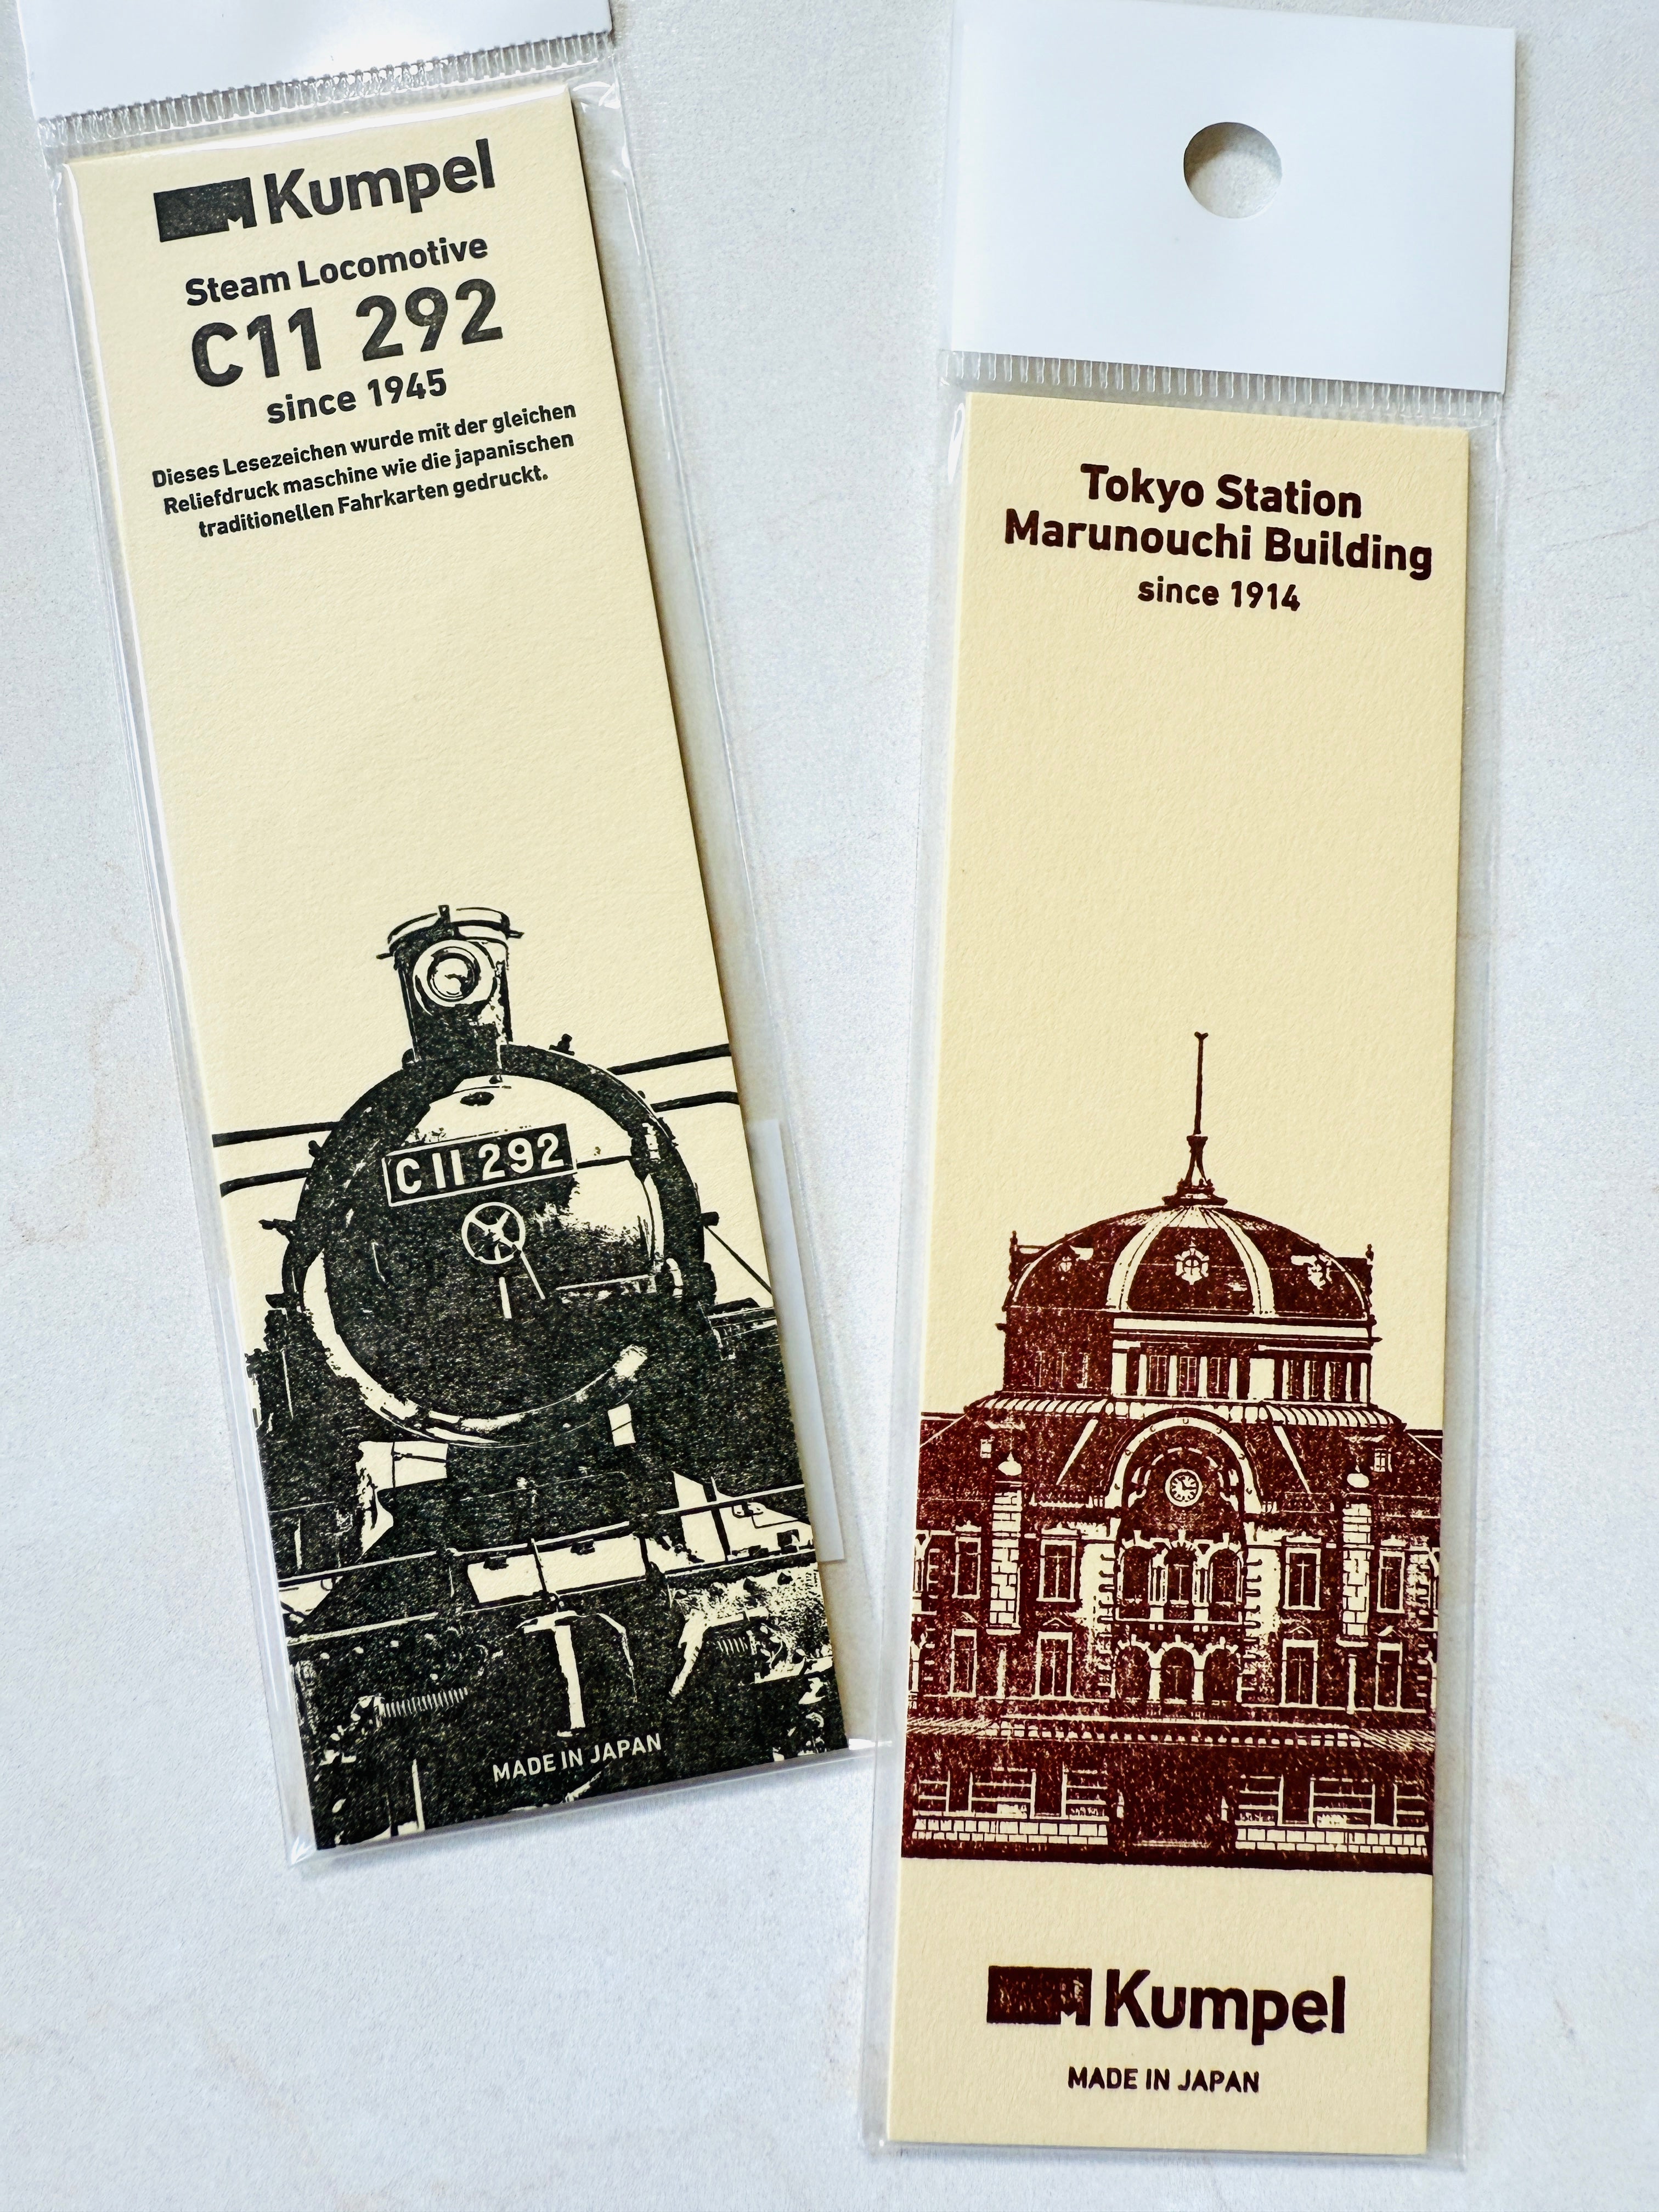 Kumpel
Steam Locomotive
C11 292
since 1945
Dieses Lesezeichen wurde mit der gleichen
Reliefdruck maschine wie die japanischen
traditionellen Fahrkarten gedruckt.
C11 292
MADE IN JAPAN
Tokyo Station
Marunouchi Building
since 1914
Kumpel
MADE IN JAPAN